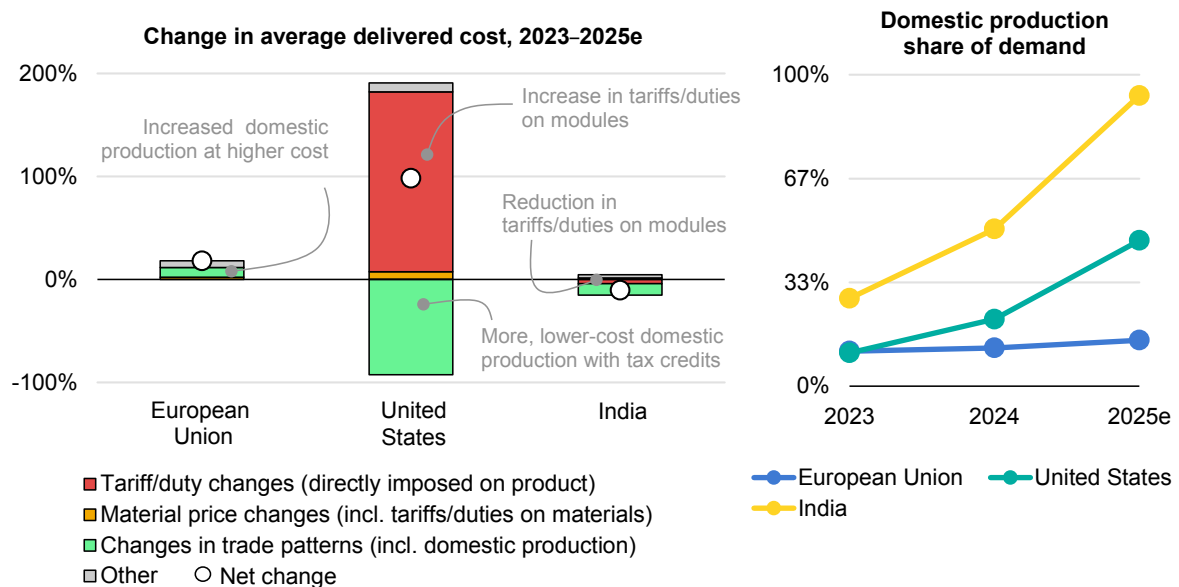 Change in average delivered cost, 2023–2025e
200%
100%
0%
-100%
Increased domestic
production at higher cost
Increase in tariffs/duties
on modules
Reduction in
tariffs/duties on modules
More, lower-cost domestic
production with tax credits
European
Union
United
States
India
Tariff/duty changes (directly imposed on product)
Material price changes (incl. tariffs/duties on materials)
Changes in trade patterns (incl. domestic production)
Other
Net change
Domestic production
share of demand
100%
67%
33%
0%
2023
2024
2025e
European Union
United States
India